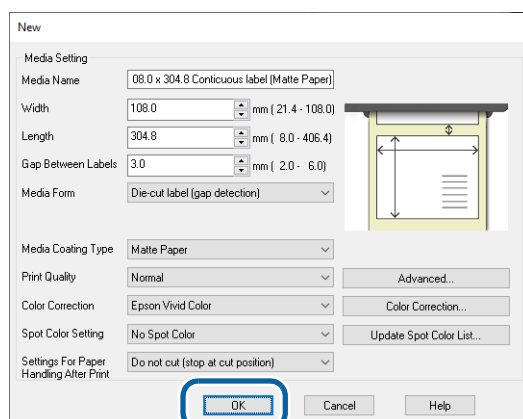 New
Media Setting
Media Name 08.0 x 304.8 Conticuous label (Matte Paper)
Width 108.0 mm ( 21.4 - 108.0)
Length 304.8 mm ( 8.0 - 406.4)
Gap Between Labels 3.0 mm ( 2.0 - 6.0)
Media Form Die-cut label (gap detection)
Media Coating Type Matte Paper
Print Quality Normal Advanced...
Color Correction Epson Vivid Color Color Correction...
Spot Color Setting No Spot Color Update Spot Color List...
Settings For Paper Do not cut (stop at cut position)
Handling After Print
OK Cancel Help